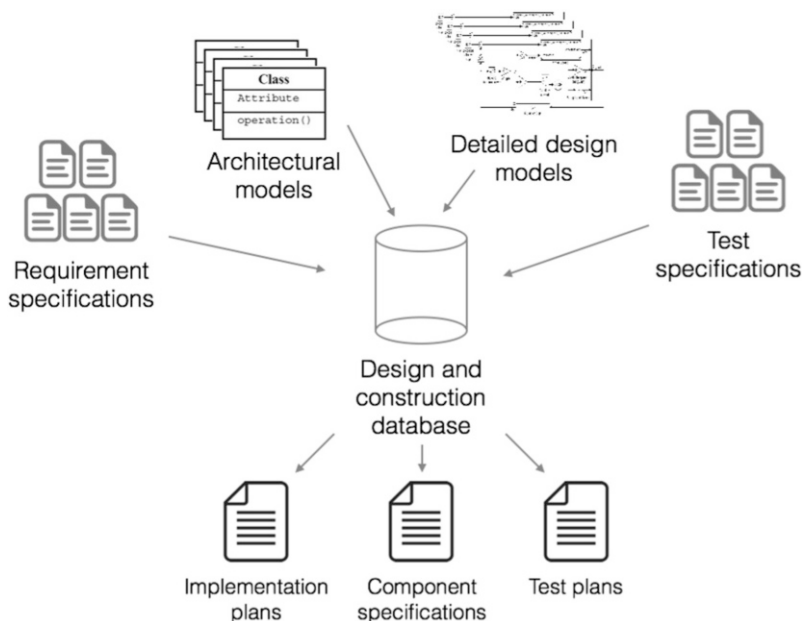 Class
Attribute
operation()
Architectural
models
Detailed design
models
Requirement
specifications
Test
specifications
Design and
construction
database
Implementation
plans
Component
specifications
Test plans